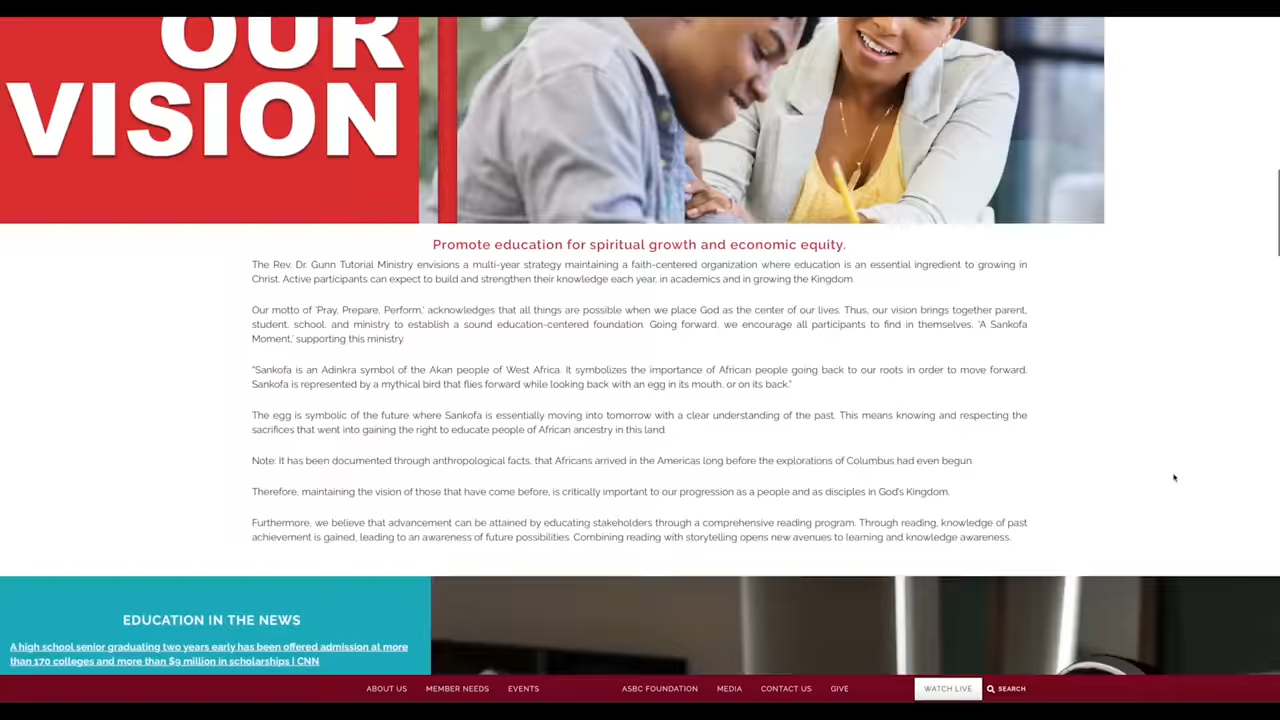 OUR
VISION
Promote education for spiritual growth and economic equity.
The Rev. Dr. Gunn Tutorial Ministry envisions a multi-year strategy maintaining a faith-centered organization where education is an essential ingredient to growing in
Christ. Active participants can expect to build and strengthen their knowledge each year, in academics and in growing the Kingdom.
Our motto of 'Pray, Prepare, Perform,' acknowledges that all things are possible when we place God as the center of our lives. Thus, our vision brings together parent,
student, school, and ministry to establish a sound education-centered foundation. Going forward, we encourage all participants to find in themselves, 'A Sankofa
Moment,' supporting this ministry.
“Sankofa is an Adinkra symbol of the Akan people of West Africa. It symbolizes the importance of African people going back to our roots in order to move forward.
Sankofa is represented by a mythical bird that flies forward while looking back with an egg in its mouth, or on its back.”
The egg is symbolic of the future where Sankofa is essentially moving into tomorrow with a clear understanding of the past. This means knowing and respecting the
sacrifices that went into gaining the right to educate people of African ancestry in this land.
Note: It has been documented through anthropological facts, that Africans arrived in the Americas long before the explorations of Columbus had even begun.
Therefore, maintaining the vision of those that have come before, is critically important to our progression as a people and as disciples in God's Kingdom.
Furthermore, we believe that advancement can be attained by educating stakeholders through a comprehensive reading program. Through reading, knowledge of past
achievement is gained, leading to an awareness of future possibilities. Combining reading with storytelling opens new avenues to learning and knowledge awareness.
EDUCATION IN THE NEWS
A high school senior graduating two years early has been offered admission at more
than 170 colleges and more than $9 million in scholarships | CNN
ABOUT US MEMBER NEEDS EVENTS ASBC FOUNDATION MEDIA CONTACT US GIVE WATCH LIVE SEARCH